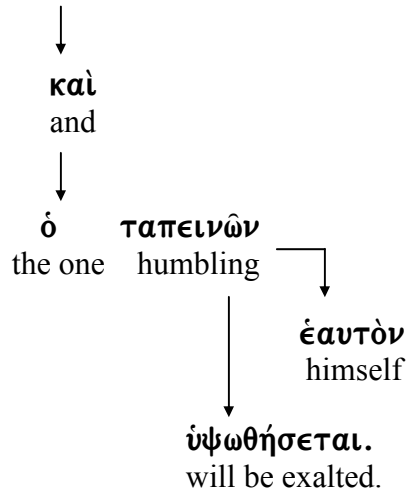 καὶ
and
ὁ ταπεινῶν
the one humbling
ἑαυτὸν
himself
ὑψωθήσεται.
will be exalted.